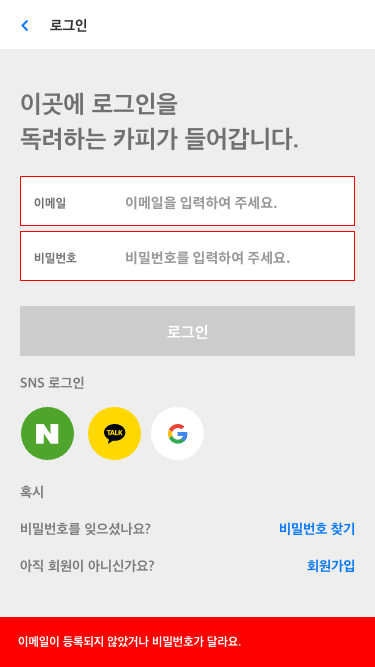 로그인
이곳에 로그인을
독려하는 카피가 들어갑니다.
이메일 이메일을 입력하여 주세요.
비밀번호 비밀번호를 입력하여 주세요.
로그인
SNS 로그인
N TALK G
혹시
비밀번호를 잊으셨나요? 비밀번호 찾기
아직 회원이 아니신가요? 회원가입
이메일이 등록되지 않았거나 비밀번호가 달라요.